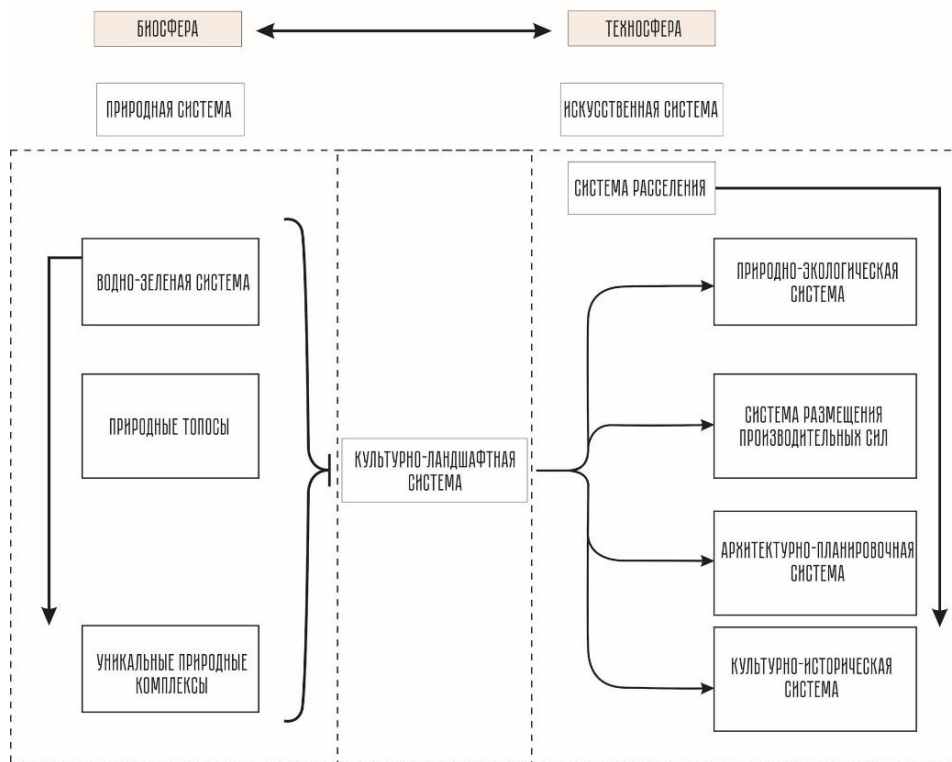 БИОСФЕРА
ТЕХНОСФЕРА
ПРИРОДНАЯ СИСТЕМА
ИСКУССТВЕННАЯ СИСТЕМА
СИСТЕМА РАССЕЛЕНИЯ
ВОДНО-ЗЕЛЕНАЯ СИСТЕМА
ПРИРОДНЫЕ ТОПОСЫ
УНИКАЛЬНЫЕ ПРИРОДНЫЕ
КОМПЛЕКСЫ
КУЛЬТУРНО-ЛАНДШАФТНАЯ
СИСТЕМА
ПРИРОДНО-ЭКОЛОГИЧЕСКАЯ
СИСТЕМА
СИСТЕМА РАЗМЕЩЕНИЯ
ПРОИЗВОДИТЕЛЬНЫХ СИЛ
АРХИТЕКТУРНО-ПЛАНИРОВОЧНАЯ
СИСТЕМА
КУЛЬТУРНО-ИСТОРИЧЕСКАЯ
СИСТЕМА